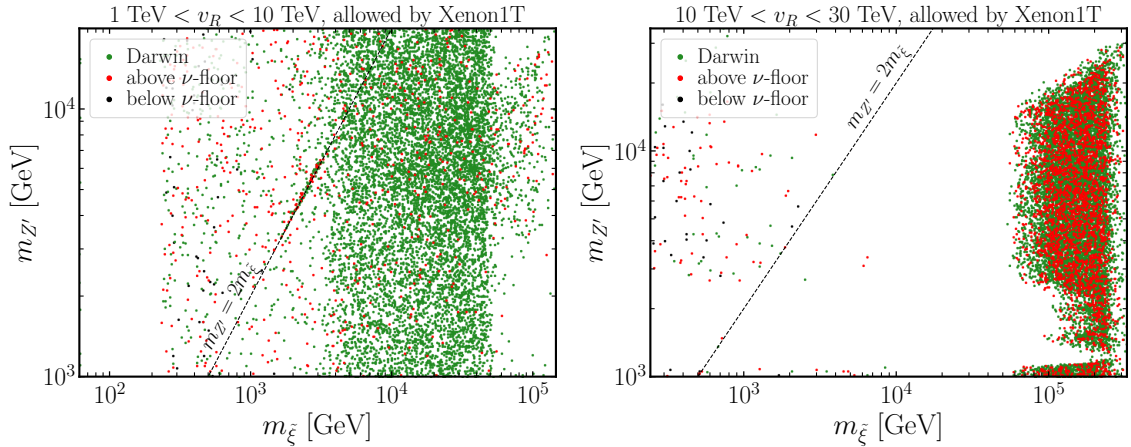 1 TeV < v_R < 10 TeV, allowed by Xenon1T
Darwin
above ν-floor
below ν-floor
m_Z' = 2m_ξ̃
10^4
10^3
m_Z' [GeV]
10^2 10^3 10^4 10^5
m_ξ̃ [GeV]
10 TeV < v_R < 30 TeV, allowed by Xenon1T
Darwin
above ν-floor
below ν-floor
m_Z' = 2m_ξ̃
10^4
10^3
m_Z' [GeV]
10^3 10^4 10^5
m_ξ̃ [GeV]